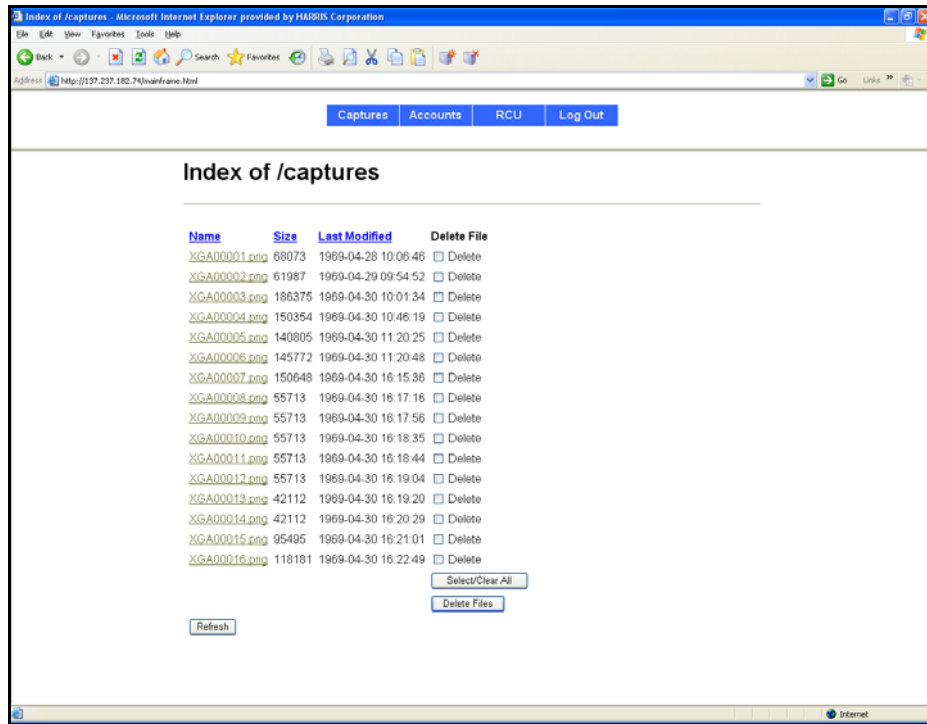 Index of /captures - Microsoft Internet Explorer provided by HARRIS Corporation
File Edit View Favorites Tools Help
Back Search Favorites
Address http://137.237.182.74/mainframe.html Go Links »
Captures Accounts RCU Log Out
Index of /captures
Name Size Last Modified Delete File
XGA00001.png 68073 1969-04-28 10:06:46 Delete
XGA00002.png 61987 1969-04-29 09:54:52 Delete
XGA00003.png 186375 1969-04-30 10:01:34 Delete
XGA00004.png 150354 1969-04-30 10:46:19 Delete
XGA00005.png 140805 1969-04-30 11:20:25 Delete
XGA00006.png 145772 1969-04-30 11:20:48 Delete
XGA00007.png 150648 1969-04-30 16:15:36 Delete
XGA00008.png 55713 1969-04-30 16:17:16 Delete
XGA00009.png 55713 1969-04-30 16:17:56 Delete
XGA00010.png 55713 1969-04-30 16:18:35 Delete
XGA00011.png 55713 1969-04-30 16:18:44 Delete
XGA00012.png 55713 1969-04-30 16:19:04 Delete
XGA00013.png 42112 1969-04-30 16:19:20 Delete
XGA00014.png 42112 1969-04-30 16:20:29 Delete
XGA00015.png 95495 1969-04-30 16:21:01 Delete
XGA00016.png 118181 1969-04-30 16:22:49 Delete
Select/Clear All
Delete Files
Refresh
Internet